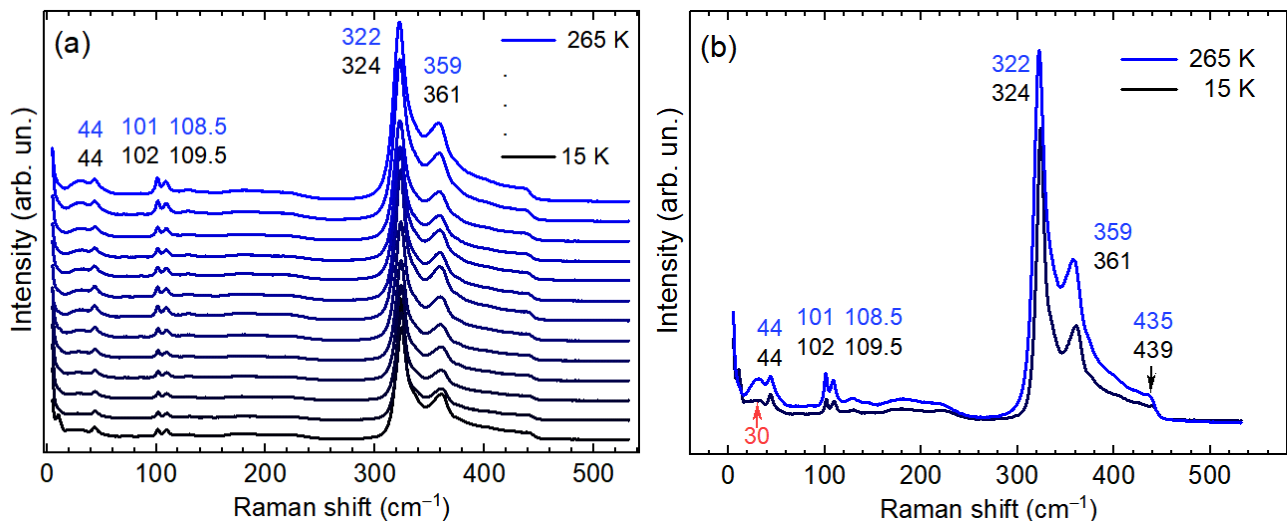 (a)
322
324
359
361
265 K
15 K
44
44
101 108.5
102 109.5
Intensity (arb. un.)
0 100 200 300 400 500
Raman shift (cm⁻¹)
(b)
322
324
265 K
15 K
359
361
44
44
101 108.5
102 109.5
435
439
30
Intensity (arb. un.)
0 100 200 300 400 500
Raman shift (cm⁻¹)